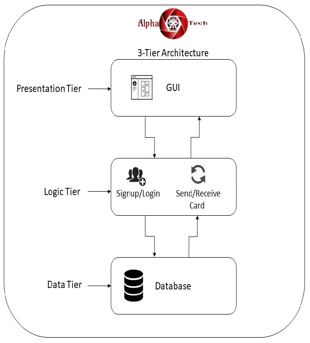 Alpha Tech
3-Tier Architecture
Presentation Tier
GUI
Logic Tier
Signup/Login
Send/Receive
Card
Data Tier
Database